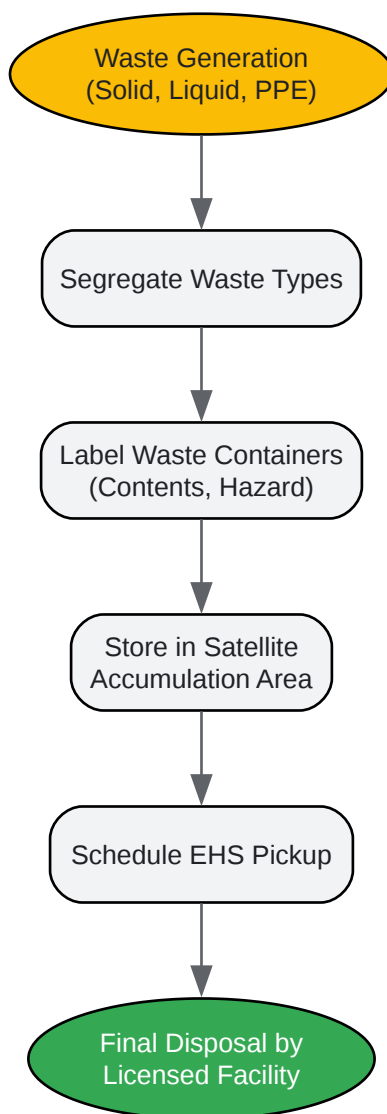 Waste Generation
(Solid, Liquid, PPE)
Segregate Waste Types
Label Waste Containers
(Contents, Hazard)
Store in Satellite
Accumulation Area
Schedule EHS Pickup
Final Disposal by
Licensed Facility